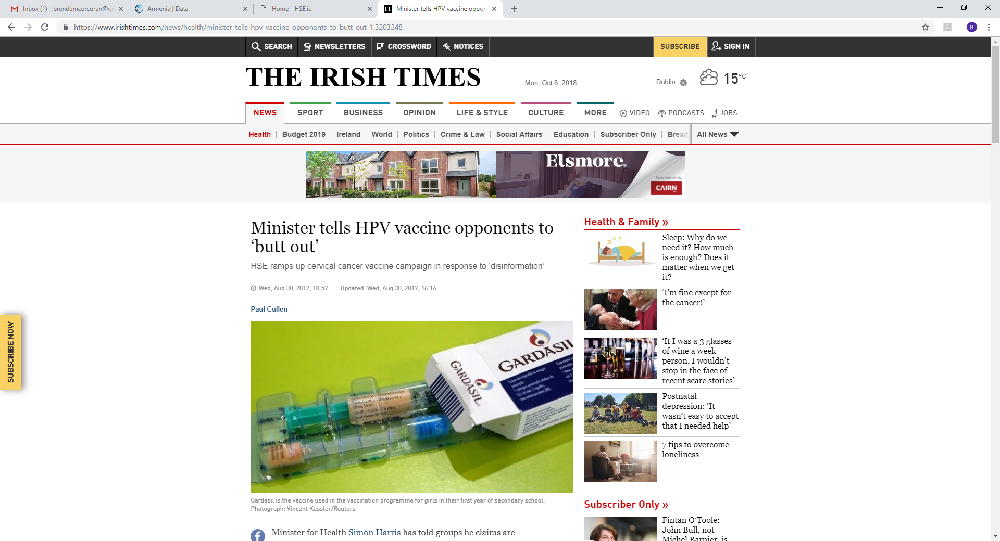 Inbox (1) - brendamcorcoran@g
Armenia | Data
Home - HSE.ie
IT
Minister tells HPV vaccine oppon
https://www.irishtimes.com/news/health/minister-tells-hpv-vaccine-opponents-to-butt-out-1.3203248
B
SEARCH
NEWSLETTERS
CROSSWORD
NOTICES
SUBSCRIBE
SIGN IN
THE IRISH TIMES
Mon, Oct 8, 2018
Dublin
15°C
NEWS
SPORT
BUSINESS
OPINION
LIFE & STYLE
CULTURE
MORE
VIDEO
PODCASTS
JOBS
Health
Budget 2019
Ireland
World
Politics
Crime & Law
Social Affairs
Education
Subscriber Only
Brexit
All News
Elsmore.
New homes by
CAIRN
Minister tells HPV vaccine opponents to
‘butt out’
HSE ramps up cervical cancer vaccine campaign in response to ‘disinformation’
Wed, Aug 30, 2017, 10:57
Updated: Wed, Aug 30, 2017, 16:16
Paul Cullen
SUBSCRIBE NOW
GARDASIL
GARDASIL
Gardasil is the vaccine used in the vaccination programme for girls in their first year of secondary school.
Photograph: Vincent Kessler/Reuters
Minister for Health Simon Harris has told groups he claims are
Health & Family »
Sleep: Why do we
need it? How much
is enough? Does it
matter when we get
it?
‘I’m fine except for
the cancer!’
‘If I was a 3 glasses
of wine a week
person, I wouldn’t
stop in the face of
recent scare stories’
Postnatal
depression: ‘It
wasn’t easy to accept
that I needed help’
7 tips to overcome
loneliness
Subscriber Only »
Fintan O’Toole:
John Bull, not
Michel Barnier, is